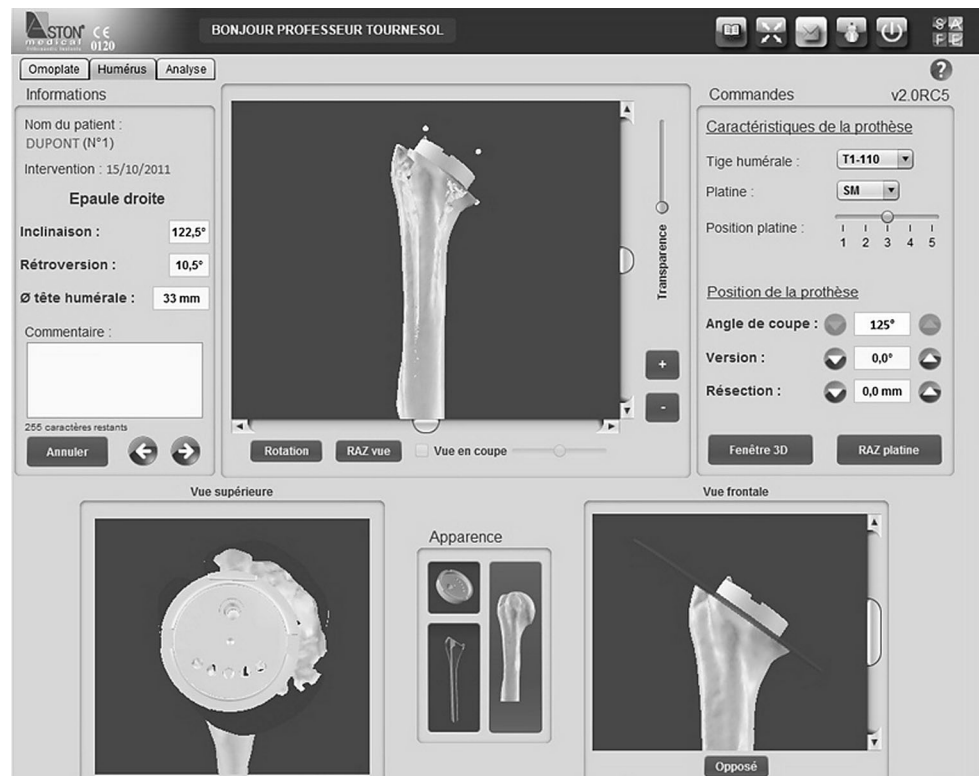 ASTON
medical
CE
0120
BONJOUR PROFESSEUR TOURNESOL
S A
F E
Omoplate
Humérus
Analyse
?
Informations
Nom du patient :
DUPONT (N°1)
Intervention : 15/10/2011
Epaule droite
Inclinaison : 122,5°
Rétroversion : 10,5°
Ø tête humérale : 33 mm
Commentaire :
255 caractères restants
Annuler
Transparence
+
-
Rotation
RAZ vue
Vue en coupe
Commandes
v2.0RC5
Caractéristiques de la prothèse
Tige humérale : T1-110
Platine : SM
Position platine :
1 2 3 4 5
Position de la prothèse
Angle de coupe : 125°
Version : 0,0°
Résection : 0,0 mm
Fenêtre 3D
RAZ platine
Vue supérieure
Apparence
Vue frontale
Opposé